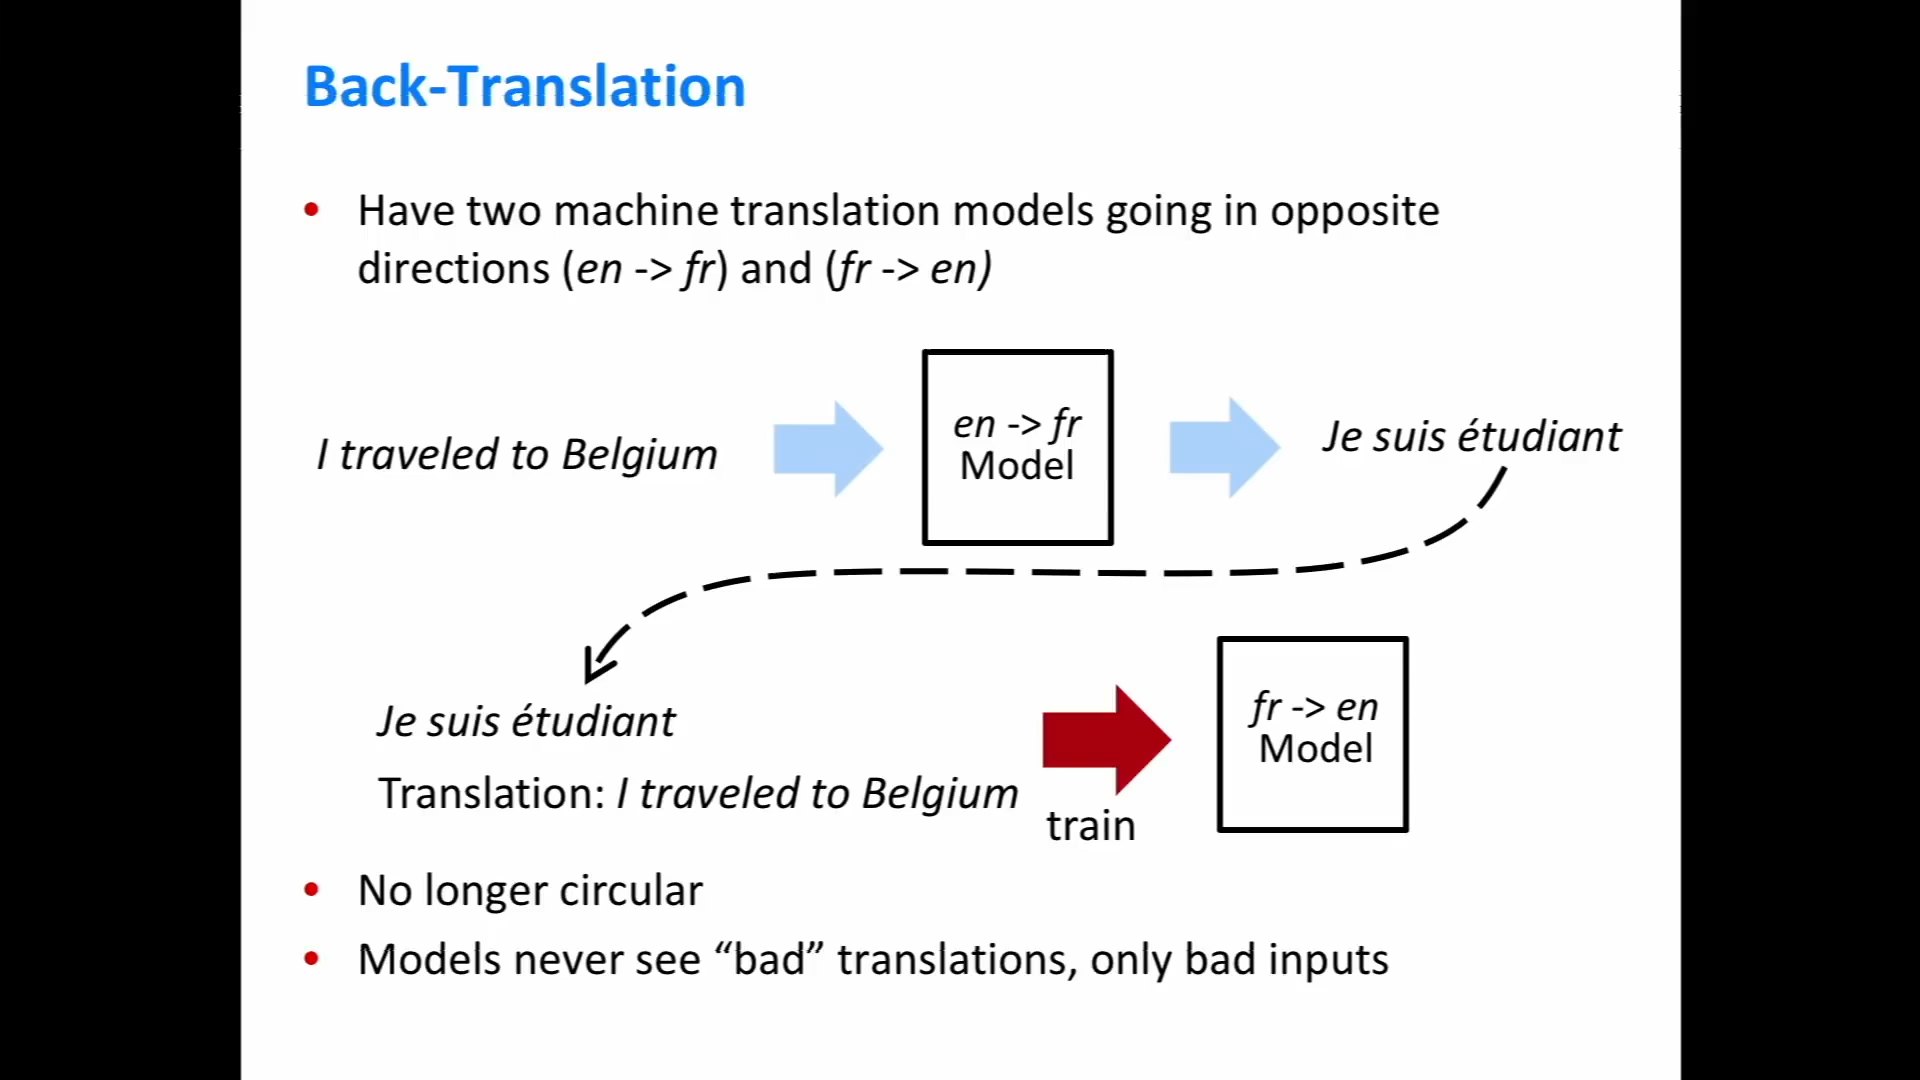 Back-Translation
• Have two machine translation models going in opposite
directions (en -> fr) and (fr -> en)
I traveled to Belgium
en -> fr
Model
Je suis étudiant
Je suis étudiant
Translation: I traveled to Belgium
train
fr -> en
Model
• No longer circular
• Models never see “bad” translations, only bad inputs